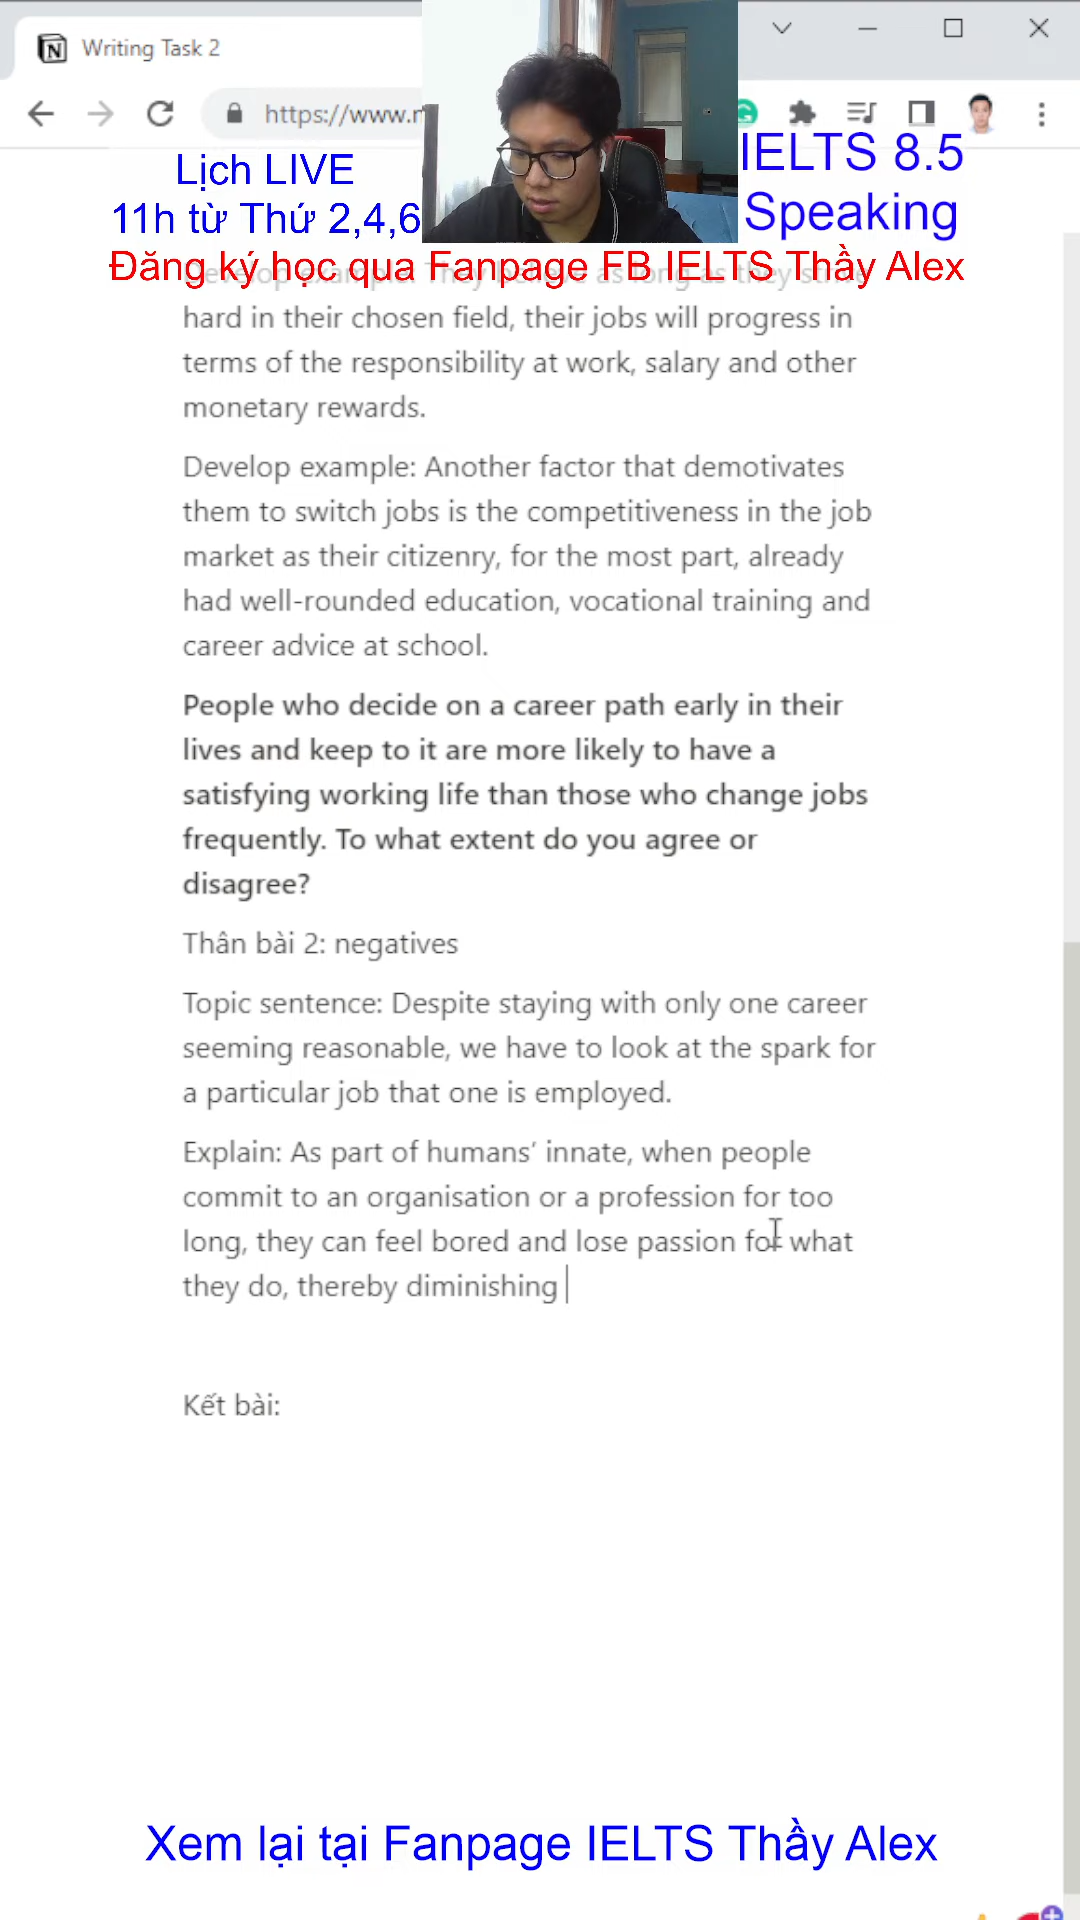 Writing Task 2
https://www.
Lịch LIVE
11h từ Thứ 2,4,6
IELTS 8.5
Speaking
Đăng ký học qua Fanpage FB IELTS Thầy Alex
hard in their chosen field, their jobs will progress in
terms of the responsibility at work, salary and other
monetary rewards.
Develop example: Another factor that demotivates
them to switch jobs is the competitiveness in the job
market as their citizenry, for the most part, already
had well-rounded education, vocational training and
career advice at school.
People who decide on a career path early in their
lives and keep to it are more likely to have a
satisfying working life than those who change jobs
frequently. To what extent do you agree or
disagree?
Thân bài 2: negatives
Topic sentence: Despite staying with only one career
seeming reasonable, we have to look at the spark for
a particular job that one is employed.
Explain: As part of humans’ innate, when people
commit to an organisation or a profession for too
long, they can feel bored and lose passion for what
they do, thereby diminishing
Kết bài:
Xem lại tại Fanpage IELTS Thầy Alex